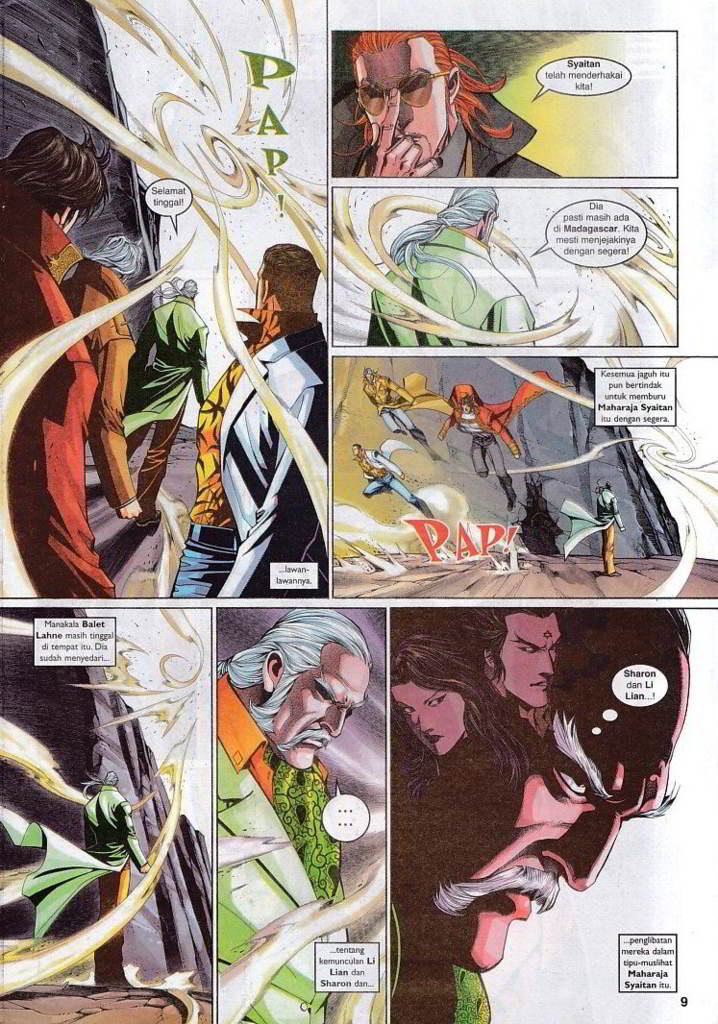 PAP!
Selamat
tinggal!
...lawan-
lawannya.
Syaitan
telah menderhakai
kita!
Dia
pasti masih ada
di Madagascar. Kita
mesti menjejakinya
dengan segera!
Kesemua jaguh itu
pun bertindak
untuk memburu
Maharaja Syaitan
itu dengan segera.
PAP!
Manakala Balet
Lahne masih tinggal
di tempat itu. Dia
sudah menyedari...
...
...
...tentang
kemunculan Li
Lian dan
Sharon dan...
Sharon
dan Li
Lian...!
...penglibatan
mereka dalam
tipu-muslihat
Maharaja
Syaitan itu.
9